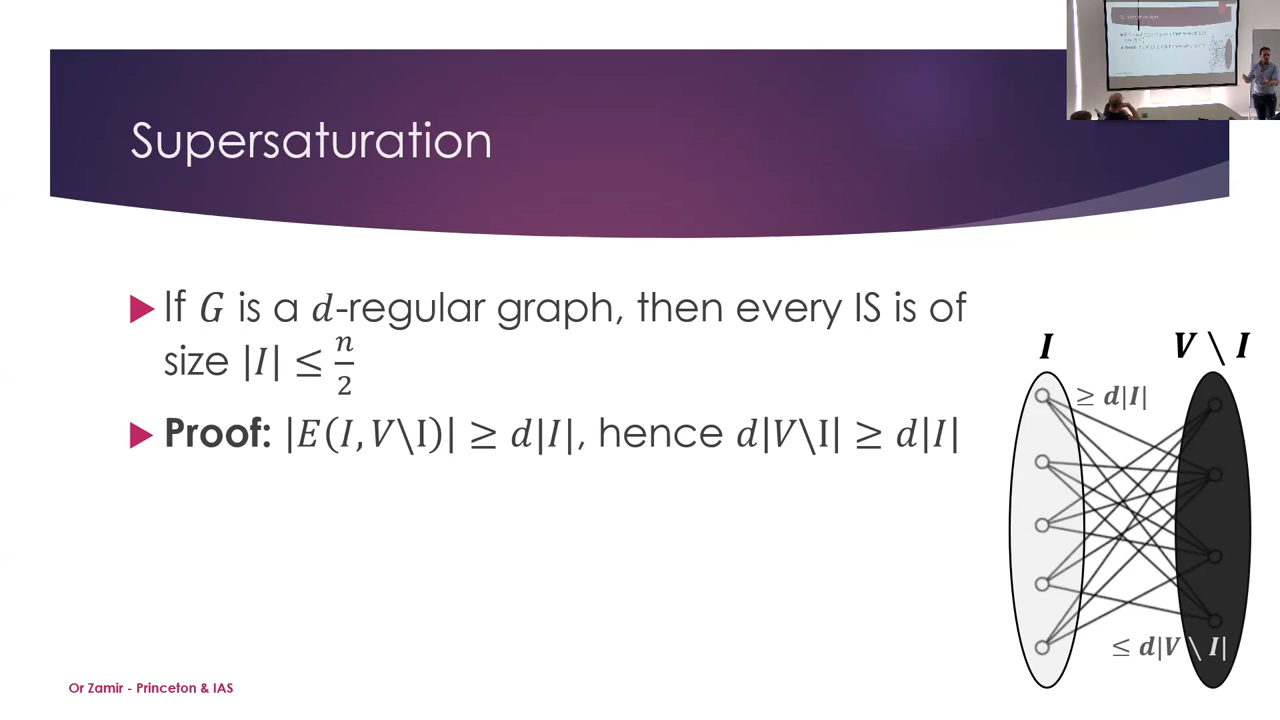 Supersaturation
If G is a d-regular graph, then every IS is of
size |I| ≤ n/2
Proof: |E(I, V\I)| ≥ d|I|, hence d|V\I| ≥ d|I|
I
V \ I
≥ d|I|
≤ d|V \ I|
Or Zamir - Princeton & IAS